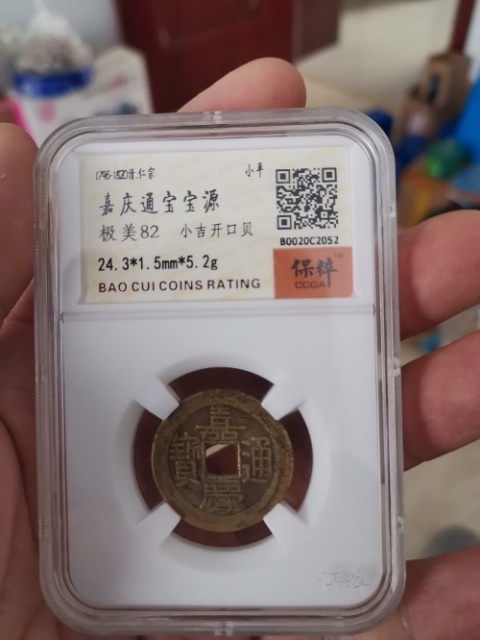 1796-1820清仁宗 小平
嘉庆通宝宝源
极美82 小吉开口贝
B0020C2052
24.3*1.5mm*5.2g
保粹™
BAO CUI COINS RATING
CCGA
嘉
寶 通
慶